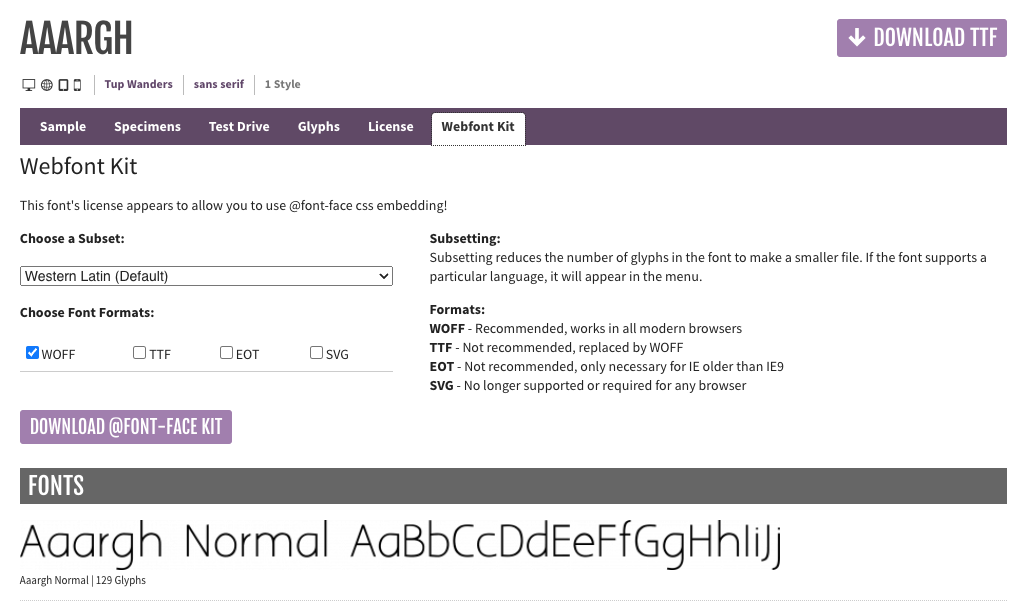 AAARGH
DOWNLOAD TTF
Tup Wanders
sans serif
1 Style
Sample
Specimens
Test Drive
Glyphs
License
Webfont Kit
Webfont Kit
This font's license appears to allow you to use @font-face css embedding!
Choose a Subset:
Western Latin (Default)
Choose Font Formats:
WOFF
TTF
EOT
SVG
Subsetting:
Subsetting reduces the number of glyphs in the font to make a smaller file. If the font supports a
particular language, it will appear in the menu.
Formats:
WOFF - Recommended, works in all modern browsers
TTF - Not recommended, replaced by WOFF
EOT - Not recommended, only necessary for IE older than IE9
SVG - No longer supported or required for any browser
DOWNLOAD @FONT-FACE KIT
FONTS
Aaargh Normal AaBbCcDdEeFfGgHhIiJj
Aaargh Normal | 129 Glyphs